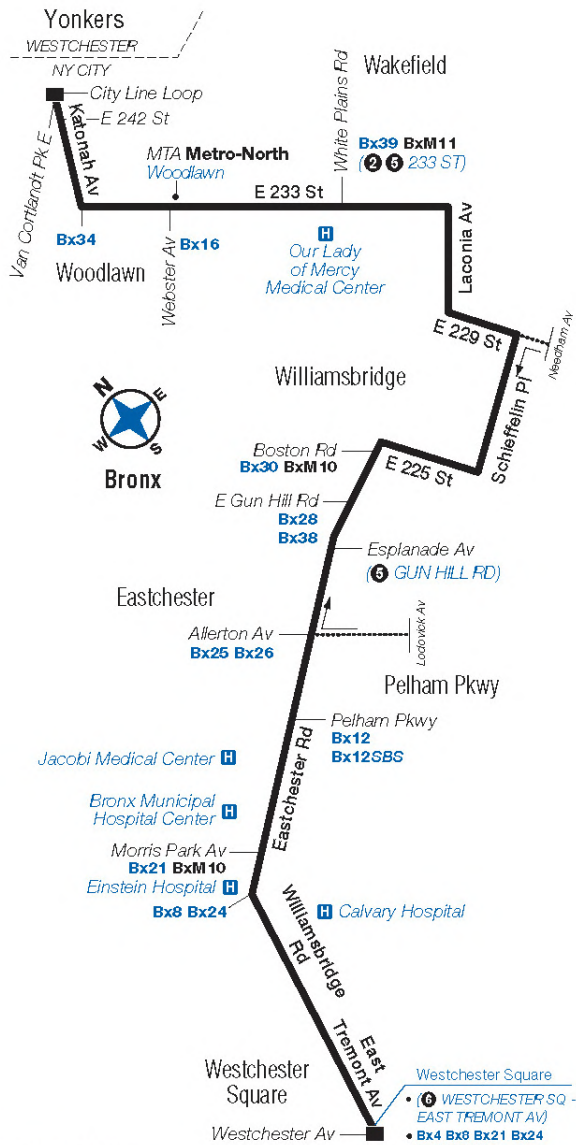 Yonkers
WESTCHESTER
NY CITY
City Line Loop
E 242 St
Katonah Av
Van Cortlandt Pk E
MTA Metro-North
Woodlawn
White Plains Rd
Wakefield
Bx39 BxM11
(2 5 233 ST)
E 233 St
Bx34
Woodlawn
Webster Av
Bx16
H
Our Lady
of Mercy
Medical Center
Laconia Av
E 229 St
Needham Av
Schieffelin Pl
Williamsbridge
N
E
W
S
Bronx
Boston Rd
Bx30 BxM10
E 225 St
E Gun Hill Rd
Bx28
Bx38
Esplanade Av
(5 GUN HILL RD)
Eastchester
Allerton Av
Bx25 Bx26
Lodovick Av
Pelham Pkwy
Pelham Pkwy
Bx12
Bx12SBS
Eastchester Rd
Jacobi Medical Center H
Bronx Municipal
Hospital Center H
Morris Park Av
Bx21 BxM10
Einstein Hospital H
Bx8 Bx24
Williamsbridge
Rd
H Calvary Hospital
East
Tremont Av
Westchester
Square
Westchester Av
Westchester Square
• (6 WESTCHESTER SQ -
EAST TREMONT AV)
• Bx4 Bx8 Bx21 Bx24